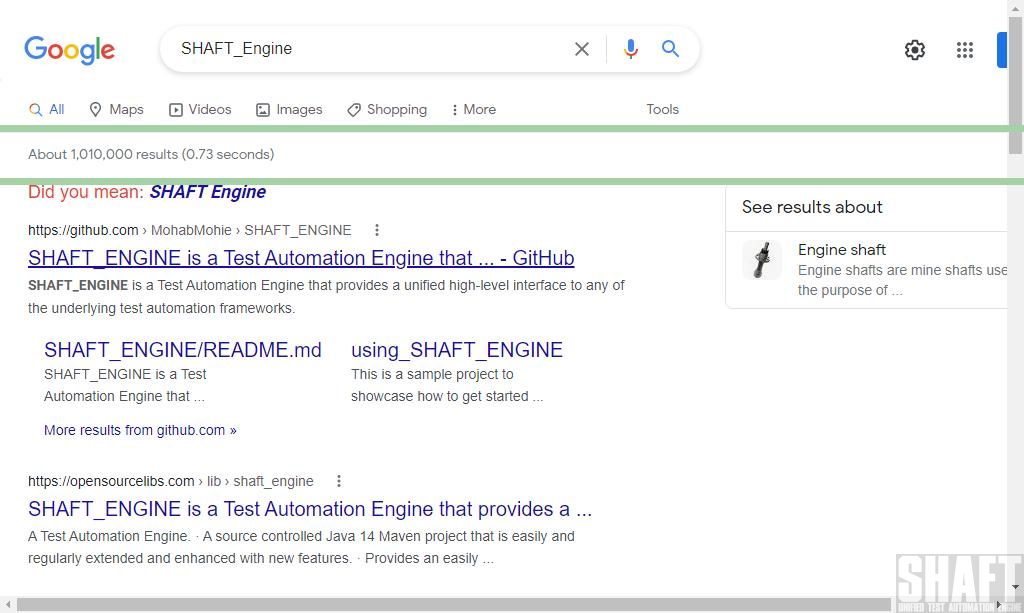 Google
SHAFT_Engine
All
Maps
Videos
Images
Shopping
More
Tools
About 1,010,000 results (0.73 seconds)
Did you mean: SHAFT Engine
https://github.com › MohabMohie › SHAFT_ENGINE
SHAFT_ENGINE is a Test Automation Engine that ... - GitHub
SHAFT_ENGINE is a Test Automation Engine that provides a unified high-level interface to any of
the underlying test automation frameworks.
SHAFT_ENGINE/README.md
SHAFT_ENGINE is a Test
Automation Engine that ...
using_SHAFT_ENGINE
This is a sample project to
showcase how to get started ...
More results from github.com »
https://opensourcelibs.com › lib › shaft_engine
SHAFT_ENGINE is a Test Automation Engine that provides a ...
A Test Automation Engine. · A source controlled Java 14 Maven project that is easily and
regularly extended and enhanced with new features. · Provides an easily ...
See results about
Engine shaft
Engine shafts are mine shafts use
the purpose of ...
SHAFT
UNIFIED TEST AUTOMATION